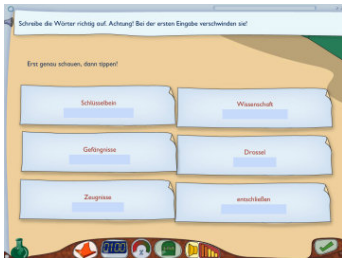 Schreibe die Wörter richtig auf. Achtung! Bei der ersten Eingabe verschwinden sie!
Erst genau schauen, dann tippen!
Schlüsselbein
Wissenschaft
Gefängnisse
Drossel
Zeugnisse
entschließen